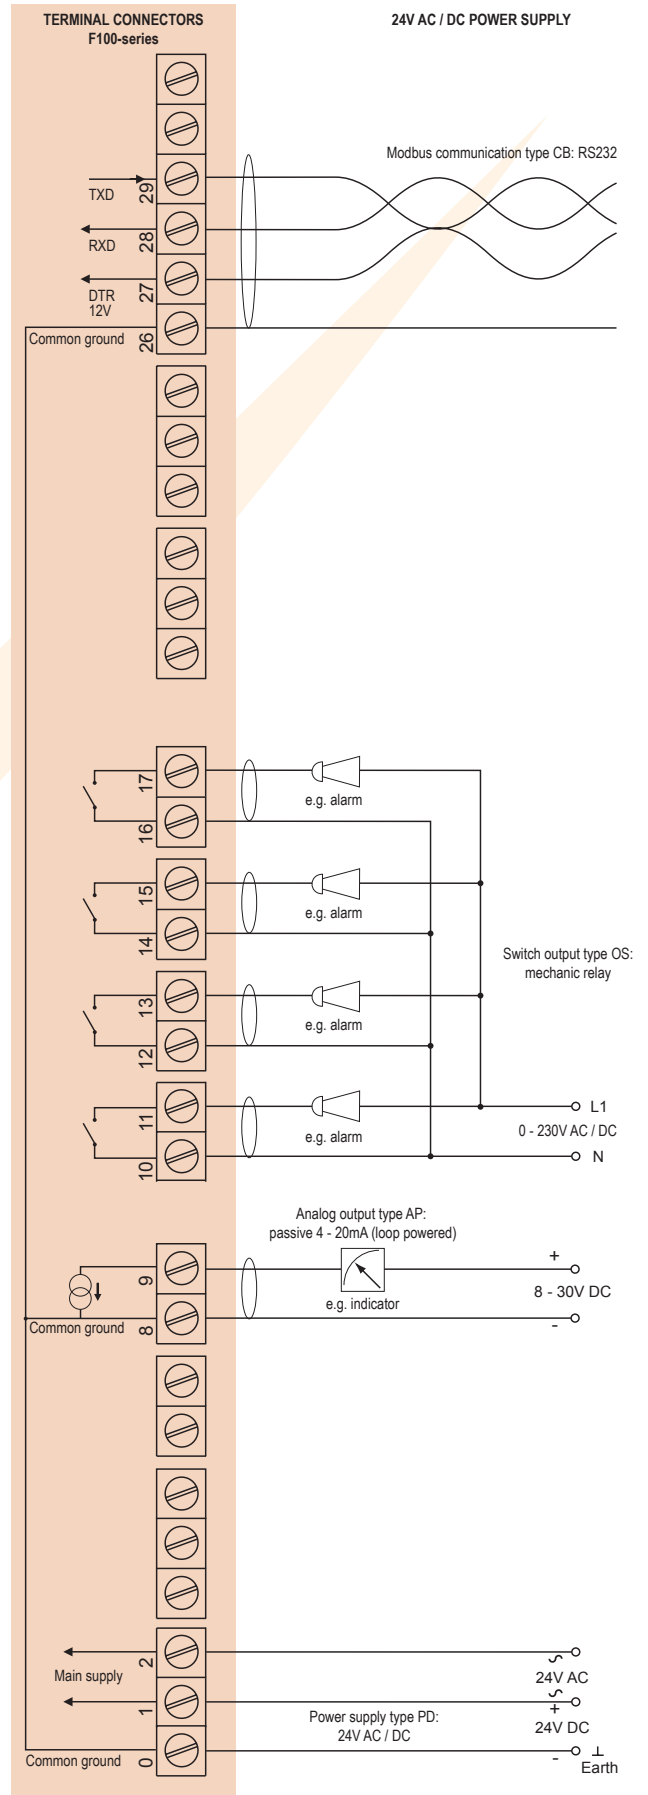 TERMINAL CONNECTORS
F100-series
24V AC / DC POWER SUPPLY
Modbus communication type CB: RS232
TXD
29
RXD
28
DTR
12V
27
Common ground
26
17
e.g. alarm
16
15
e.g. alarm
14
Switch output type OS:
mechanic relay
13
e.g. alarm
12
11
L1
0 - 230V AC / DC
e.g. alarm
10
N
Analog output type AP:
passive 4 - 20mA (loop powered)
9
+
8 - 30V DC
e.g. indicator
Common ground
8
-
2
Main supply
24V AC
1
+
Power supply type PD:
24V AC / DC
24V DC
Common ground
0
-
Earth